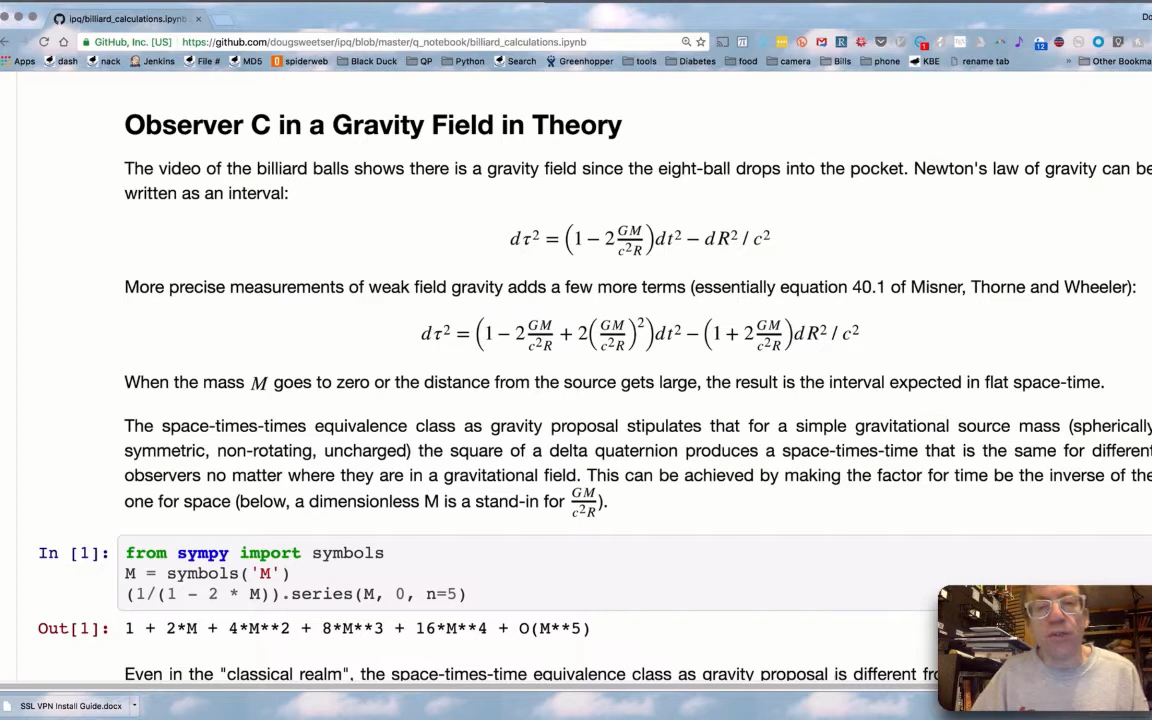 ipq/billiard_calculations.ipynb
Do
GitHub, Inc. [US]
https://github.com/dougsweetser/ipq/blob/master/q_notebook/billiard_calculations.ipynb
Apps dash nack Jenkins File # MD5 spiderweb Black Duck QP Python Search Greenhopper tools Diabetes food camera Bills phone KBE rename tab » Other Bookma
Observer C in a Gravity Field in Theory
The video of the billiard balls shows there is a gravity field since the eight-ball drops into the pocket. Newton's law of gravity can be
written as an interval:
dτ² = (1 − 2 GM/c²R) dt² − dR² / c²
More precise measurements of weak field gravity adds a few more terms (essentially equation 40.1 of Misner, Thorne and Wheeler):
dτ² = (1 − 2 GM/c²R + 2(GM/c²R)²) dt² − (1 + 2 GM/c²R) dR² / c²
When the mass M goes to zero or the distance from the source gets large, the result is the interval expected in flat space-time.
The space-times-times equivalence class as gravity proposal stipulates that for a simple gravitational source mass (spherically
symmetric, non-rotating, uncharged) the square of a delta quaternion produces a space-times-time that is the same for different
observers no matter where they are in a gravitational field. This can be achieved by making the factor for time be the inverse of the
one for space (below, a dimensionless M is a stand-in for GM/c²R).
In [1]: from sympy import symbols
M = symbols('M')
(1/(1 - 2 * M)).series(M, 0, n=5)
Out[1]: 1 + 2*M + 4*M**2 + 8*M**3 + 16*M**4 + O(M**5)
Even in the "classical realm", the space-times-time equivalence class as gravity proposal is different fr
SSL VPN Install Guide.docx